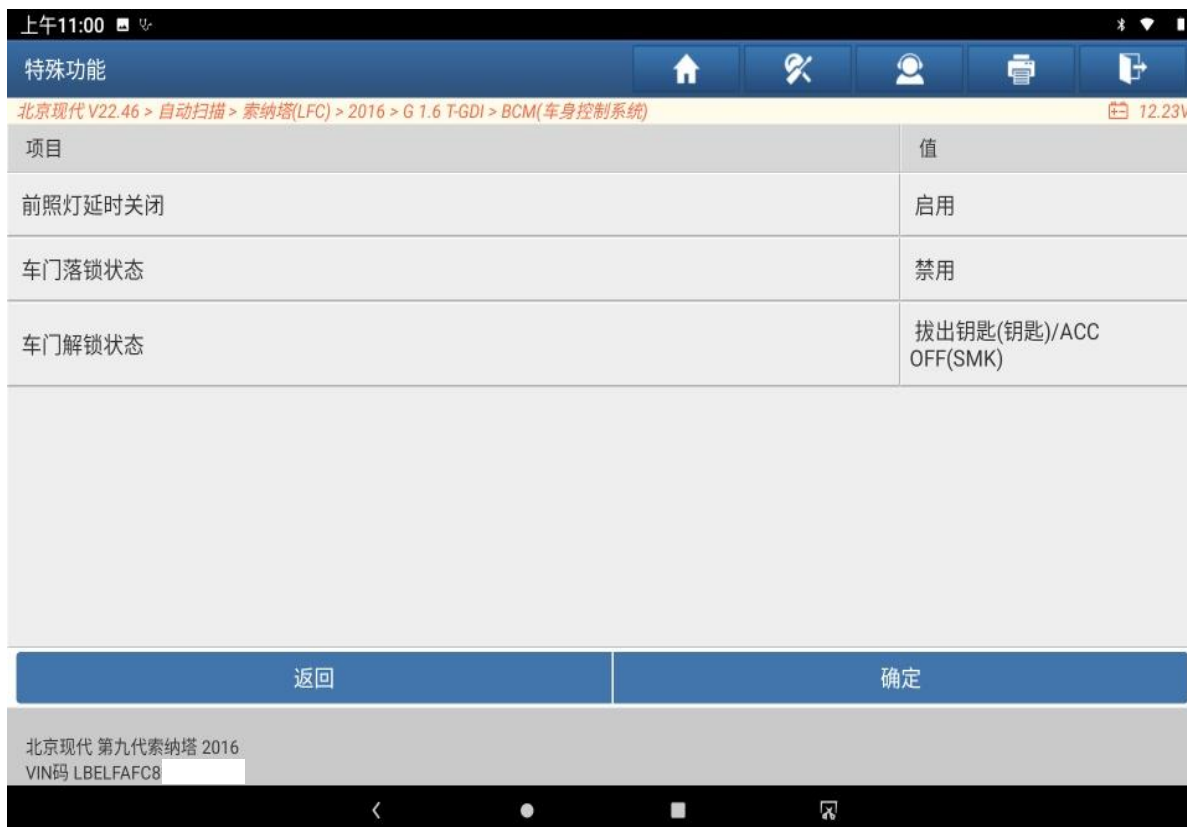 上午11:00
特殊功能
北京现代 V22.46 > 自动扫描 > 索纳塔(LFC) > 2016 > G 1.6 T-GDI > BCM(车身控制系统) 12.23V
项目 值
前照灯延时关闭 启用
车门落锁状态 禁用
车门解锁状态 拔出钥匙(钥匙)/ACC
OFF(SMK)
返回 确定
北京现代 第九代索纳塔 2016
VIN码 LBELFAFC8